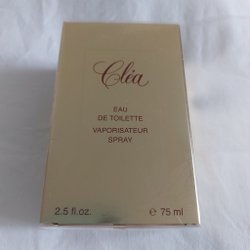 Cléa
EAU
DE TOILETTE
VAPORISATEUR
SPRAY
2.5 fl.oz. ℮ 75 ml